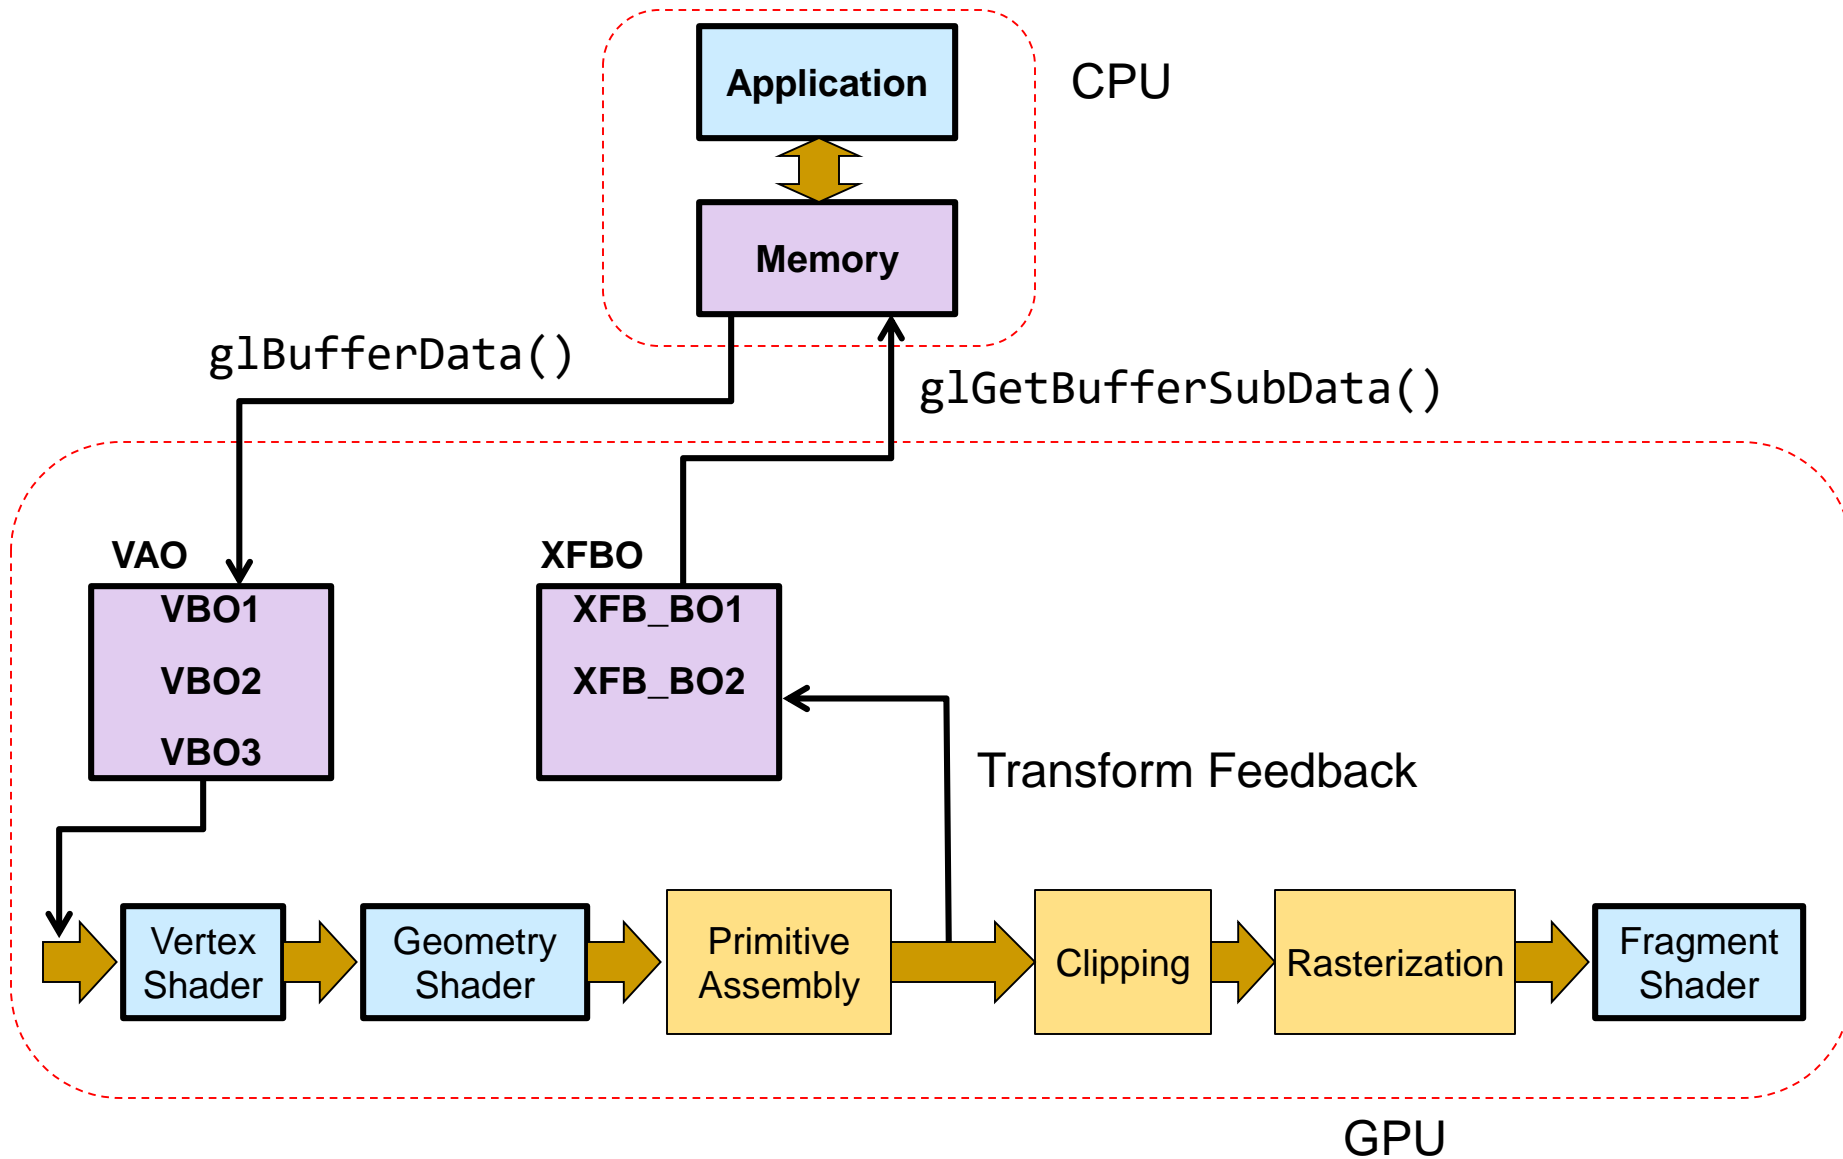 Application
CPU
Memory
glBufferData()
glGetBufferSubData()
VAO
XFBO
VBO1
VBO2
VBO3
XFB_BO1
XFB_BO2
Transform Feedback
Vertex
Shader
Geometry
Shader
Primitive
Assembly
Clipping
Rasterization
Fragment
Shader
GPU